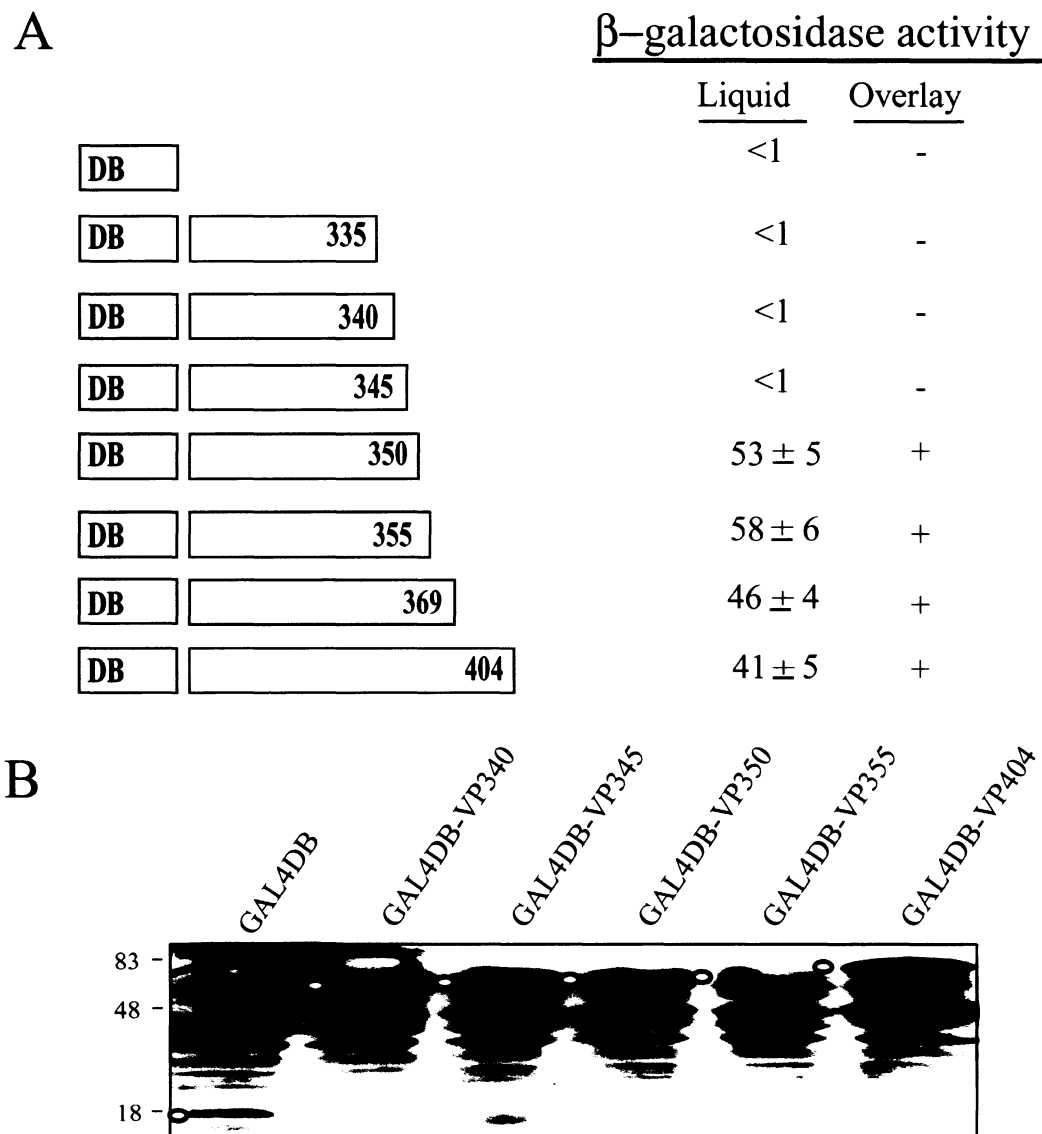 A
β–galactosidase activity
Liquid Overlay
DB <1 -
DB 335 <1 -
DB 340 <1 -
DB 345 <1 -
DB 350 53 ± 5 +
DB 355 58 ± 6 +
DB 369 46 ± 4 +
DB 404 41 ± 5 +
B
GAL4DB GAL4DB-VP340 GAL4DB-VP345 GAL4DB-VP350 GAL4DB-VP355 GAL4DB-VP404
83 -
48 -
18 -